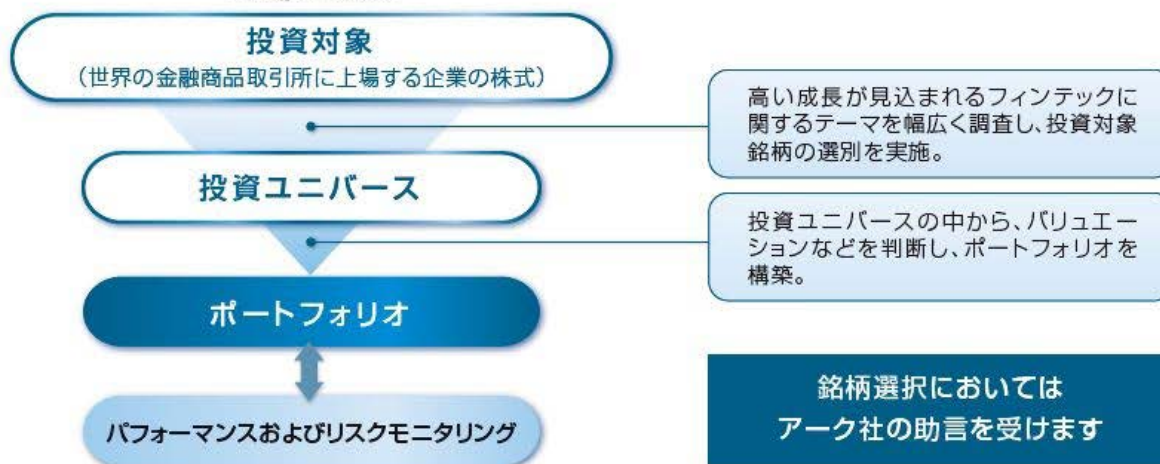 投資対象
(世界の金融商品取引所に上場する企業の株式)
高い成長が見込まれるフィンテックに
関するテーマを幅広く調査し、投資対象
銘柄の選別を実施。
投資ユニバース
投資ユニバースの中から、バリュエー
ションなどを判断し、ポートフォリオを
構築。
ポートフォリオ
パフォーマンスおよびリスクモニタリング
銘柄選択においては
アーク社の助言を受けます